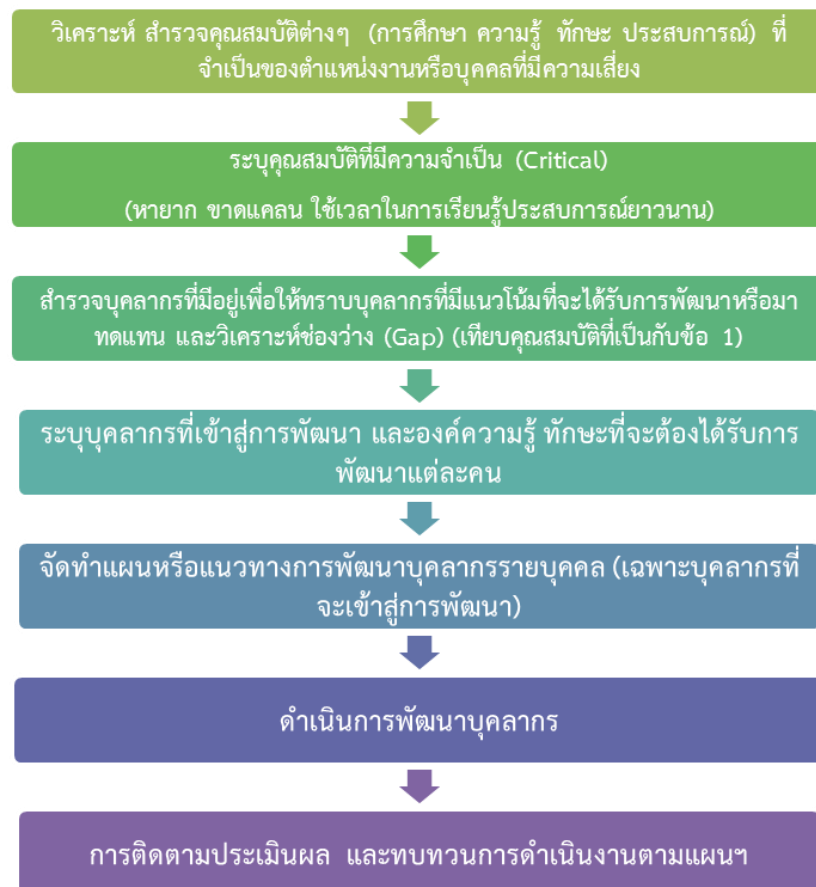 วิเคราะห์ สำรวจคุณสมบัติต่างๆ (การศึกษา ความรู้ ทักษะ ประสบการณ์) ที่
จำเป็นของตำแหน่งงานหรือบุคคลที่มีความเสี่ยง
ระบุคุณสมบัติที่มีความจำเป็น (Critical)
(หายาก ขาดแคลน ใช้เวลาในการเรียนรู้ประสบการณ์ยาวนาน)
สำรวจบุคลากรที่มีอยู่เพื่อให้ทราบบุคลากรที่มีแนวโน้มที่จะได้รับการพัฒนาหรือมา
ทดแทน และวิเคราะห์ช่องว่าง (Gap) (เทียบคุณสมบัติที่เป็นกับข้อ 1)
ระบุบุคลากรที่เข้าสู่การพัฒนา และองค์ความรู้ ทักษะที่จะต้องได้รับการ
พัฒนาแต่ละคน
จัดทำแผนหรือแนวทางการพัฒนาบุคลากรรายบุคคล (เฉพาะบุคลากรที่
จะเข้าสู่การพัฒนา)
ดำเนินการพัฒนาบุคลากร
การติดตามประเมินผล และทบทวนการดำเนินงานตามแผนฯ